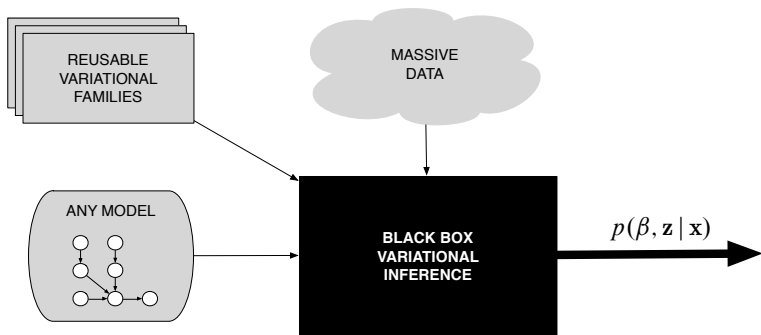 REUSABLE
VARIATIONAL
FAMILIES
MASSIVE
DATA
ANY MODEL
BLACK BOX
VARIATIONAL
INFERENCE
p(β, z | x)